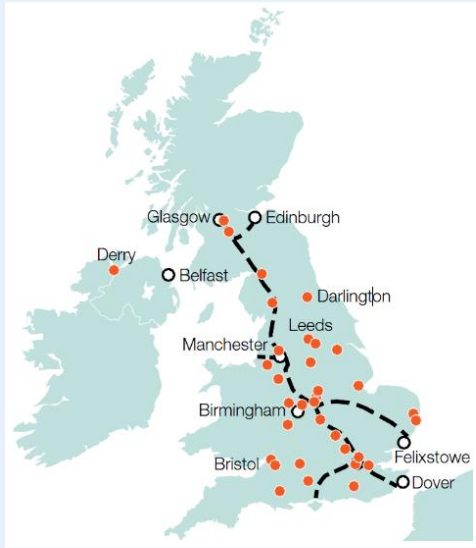 Glasgow
Edinburgh
Derry
Belfast
Darlington
Leeds
Manchester
Birmingham
Felixstowe
Bristol
Dover